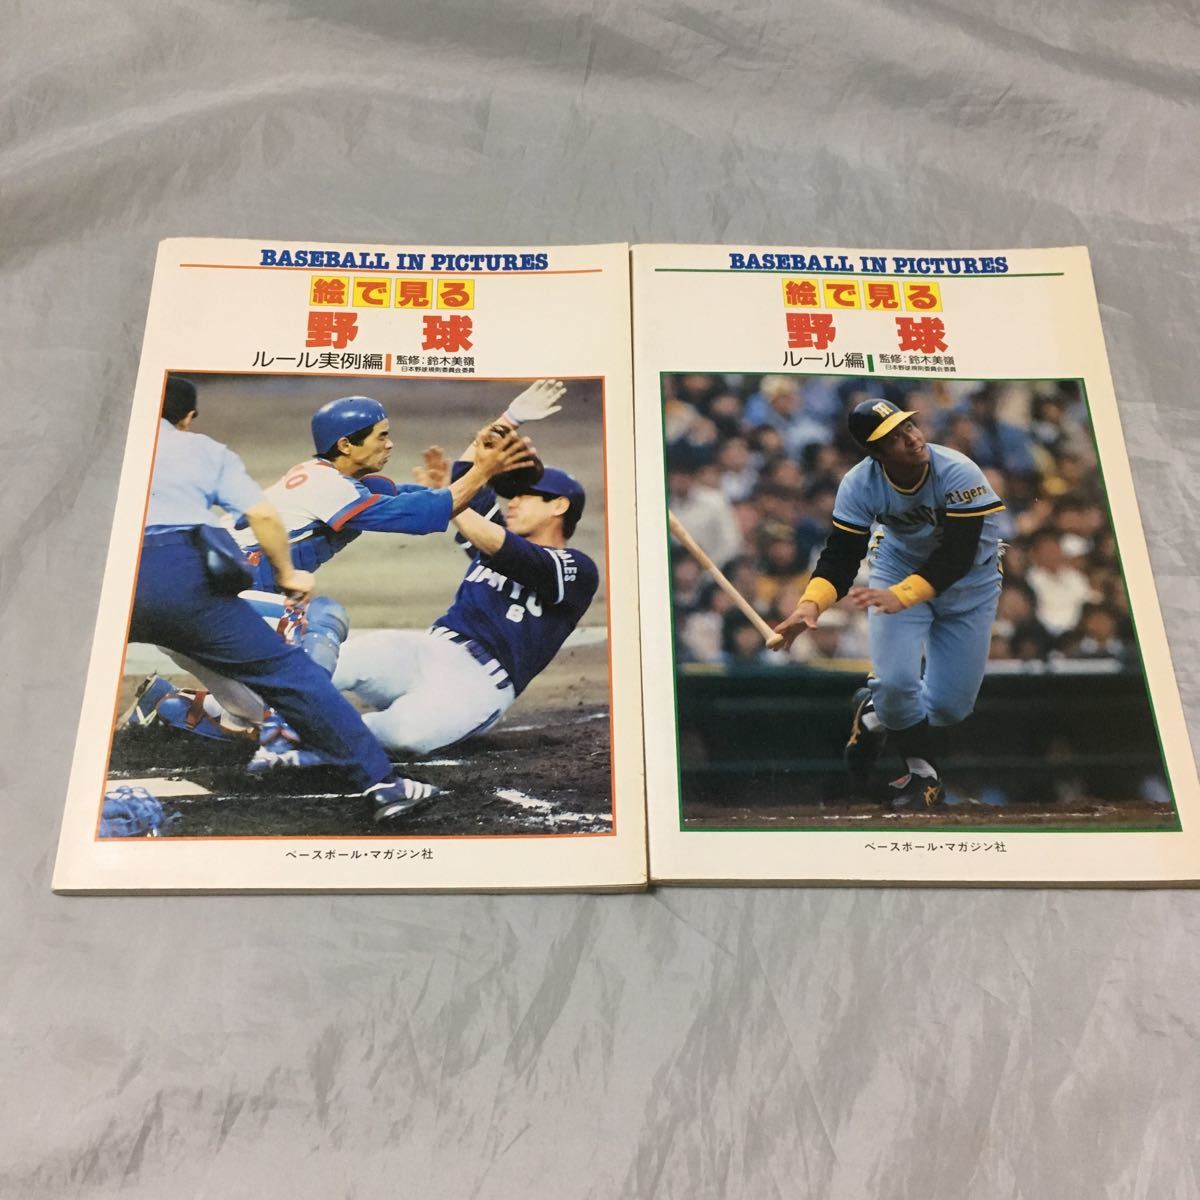 BASEBALL IN PICTURES
絵で見る
野球
ルール実例編
監修:鈴木美嶺
日本野球規則委員会委員
ALES
6
ベースボール・マガジン社
BASEBALL IN PICTURES
絵で見る
野球
ルール編
監修:鈴木美嶺
日本野球規則委員会委員
Tigers
ベースボール・マガジン社